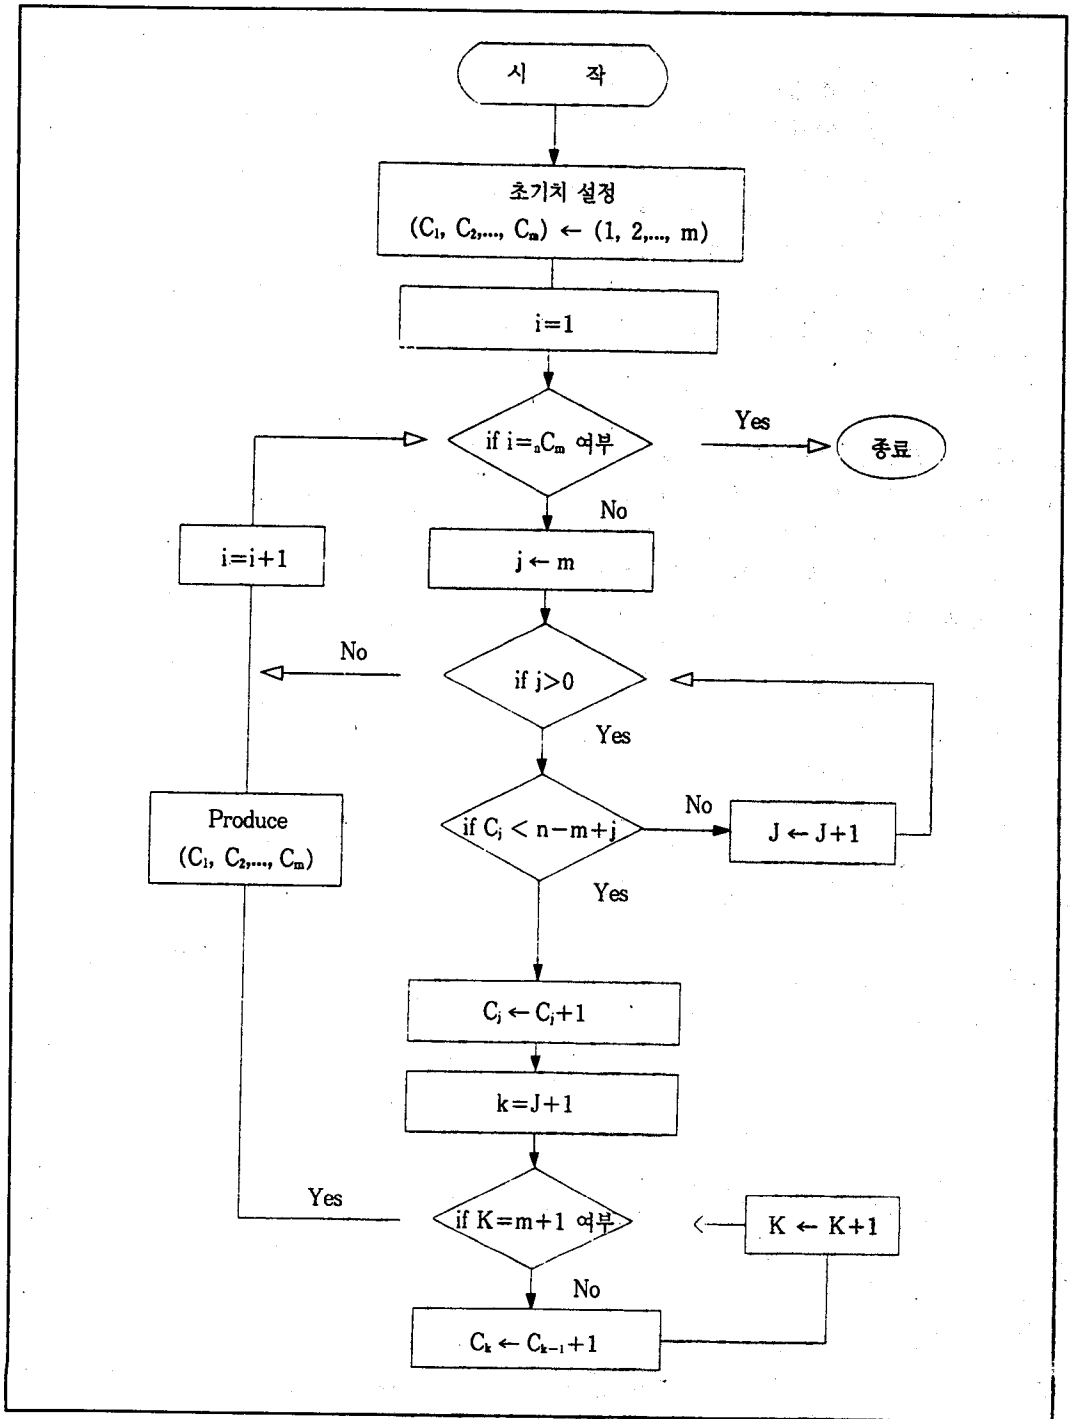 시 작
초기치 설정
(C₁, C₂,..., Cₘ) ← (1, 2,..., m)
i=1
if i=ₙCₘ 여부
Yes
종료
No
i=i+1
j ← m
No
if j>0
Yes
Produce
(C₁, C₂,..., Cₘ)
if Cⱼ < n−m+j
No
J ← J+1
Yes
Cⱼ ← Cⱼ+1
k=J+1
Yes
if K=m+1 여부
K ← K+1
No
Cₖ ← Cₖ₋₁+1